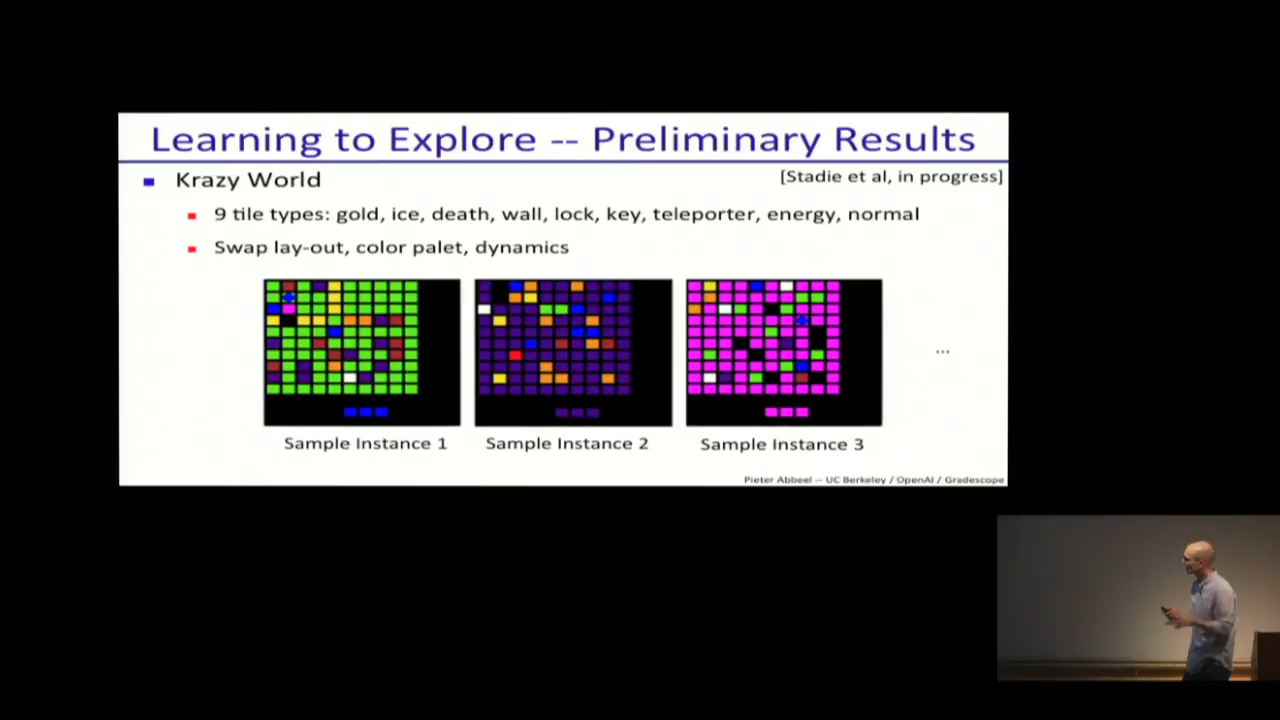 Learning to Explore -- Preliminary Results
Krazy World
[Stadie et al, in progress]
9 tile types: gold, ice, death, wall, lock, key, teleporter, energy, normal
Swap lay-out, color palet, dynamics
...
Sample Instance 1
Sample Instance 2
Sample Instance 3
Pieter Abbeel -- UC Berkeley / OpenAI / Gradescope